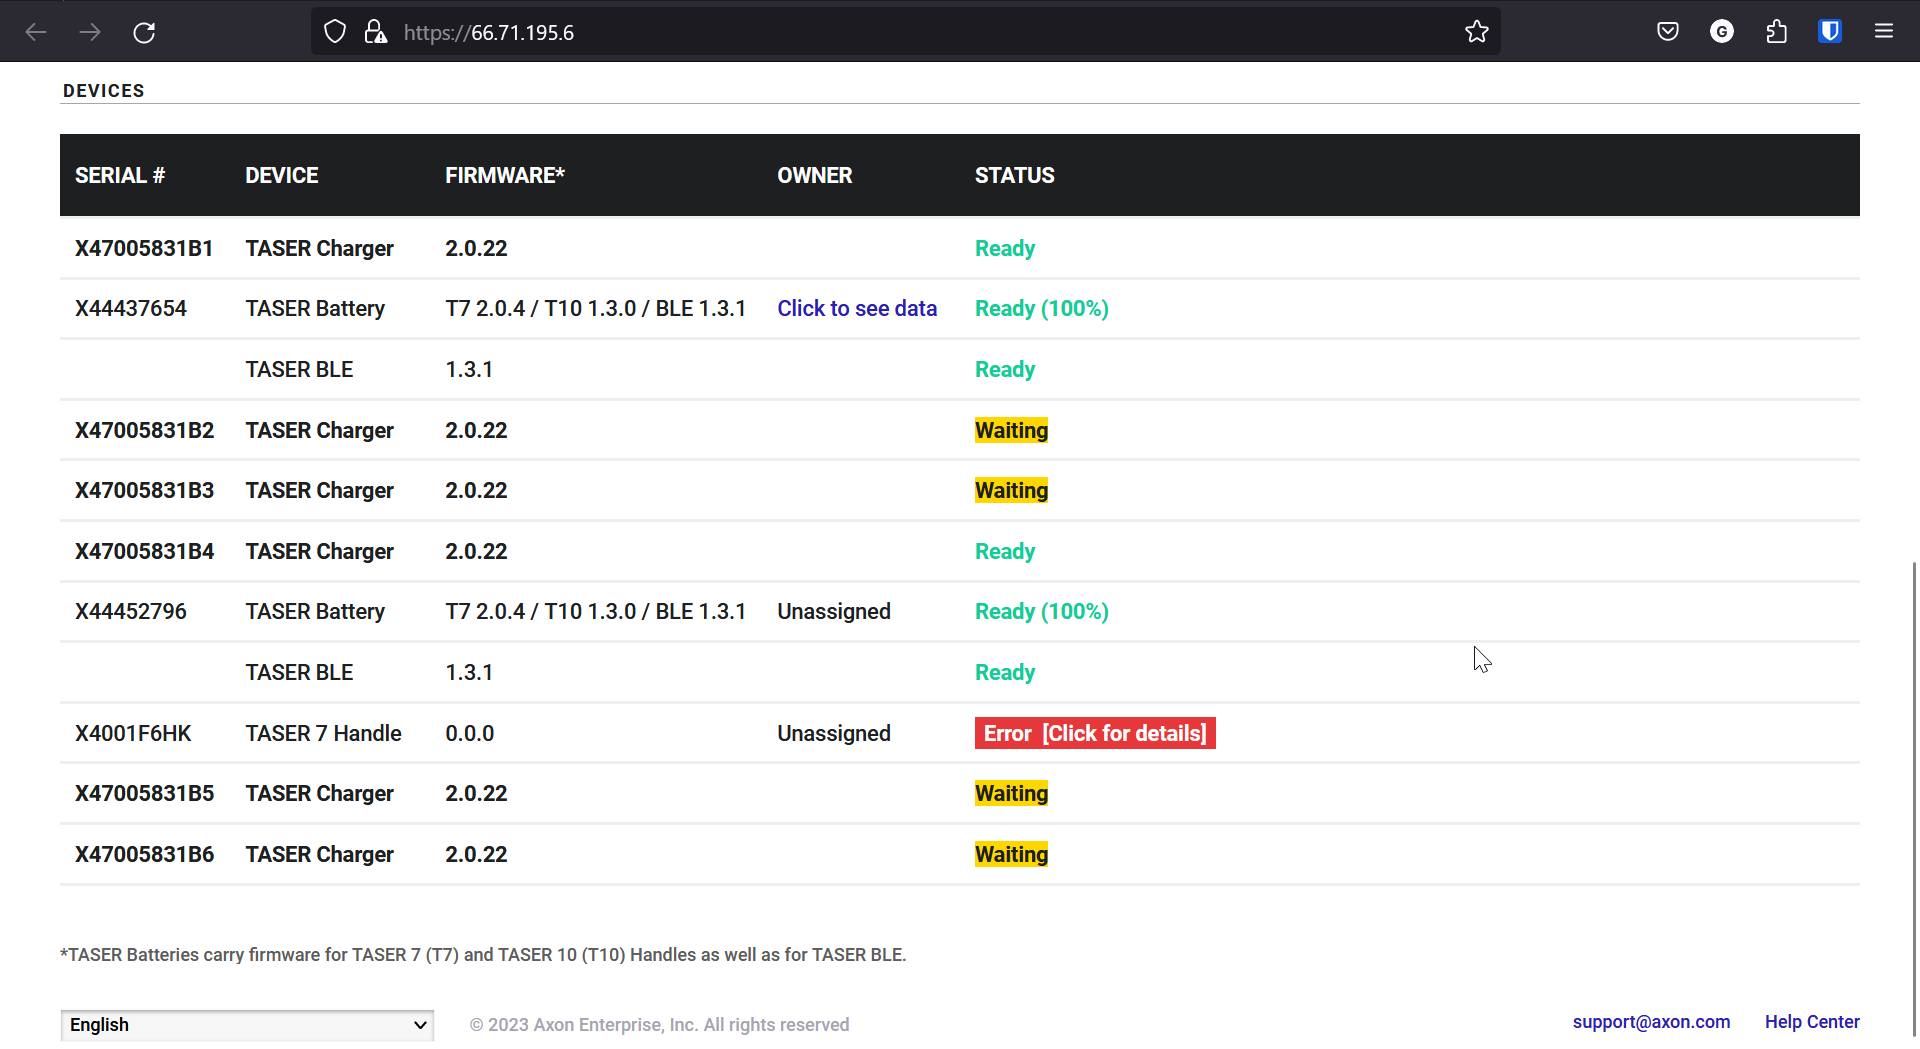 https://66.71.195.6
G
DEVICES
SERIAL # DEVICE FIRMWARE* OWNER STATUS
X47005831B1 TASER Charger 2.0.22 Ready
X44437654 TASER Battery T7 2.0.4 / T10 1.3.0 / BLE 1.3.1 Click to see data Ready (100%)
TASER BLE 1.3.1 Ready
X47005831B2 TASER Charger 2.0.22 Waiting
X47005831B3 TASER Charger 2.0.22 Waiting
X47005831B4 TASER Charger 2.0.22 Ready
X44452796 TASER Battery T7 2.0.4 / T10 1.3.0 / BLE 1.3.1 Unassigned Ready (100%)
TASER BLE 1.3.1 Ready
X4001F6HK TASER 7 Handle 0.0.0 Unassigned Error [Click for details]
X47005831B5 TASER Charger 2.0.22 Waiting
X47005831B6 TASER Charger 2.0.22 Waiting
*TASER Batteries carry firmware for TASER 7 (T7) and TASER 10 (T10) Handles as well as for TASER BLE.
English © 2023 Axon Enterprise, Inc. All rights reserved support@axon.com Help Center